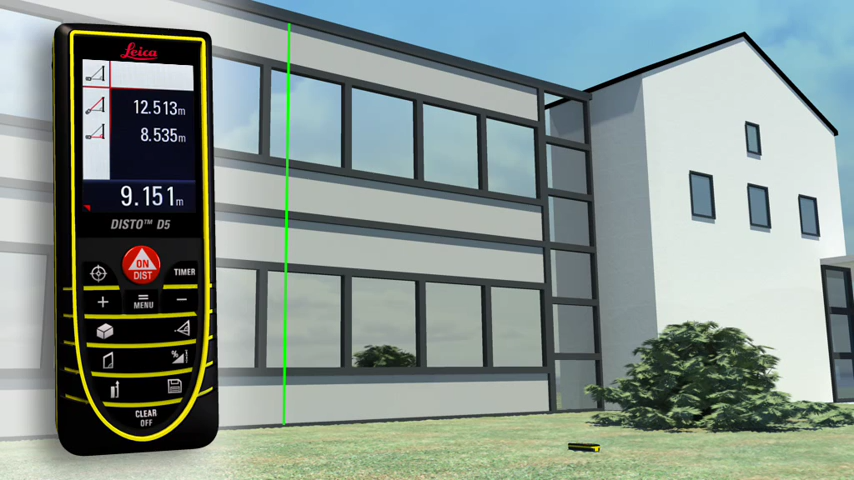 Leica
12.513m
8.535m
9.151m
DISTO™ D5
ON
DIST
TIMER
+
=
−
MENU
%
CLEAR
OFF